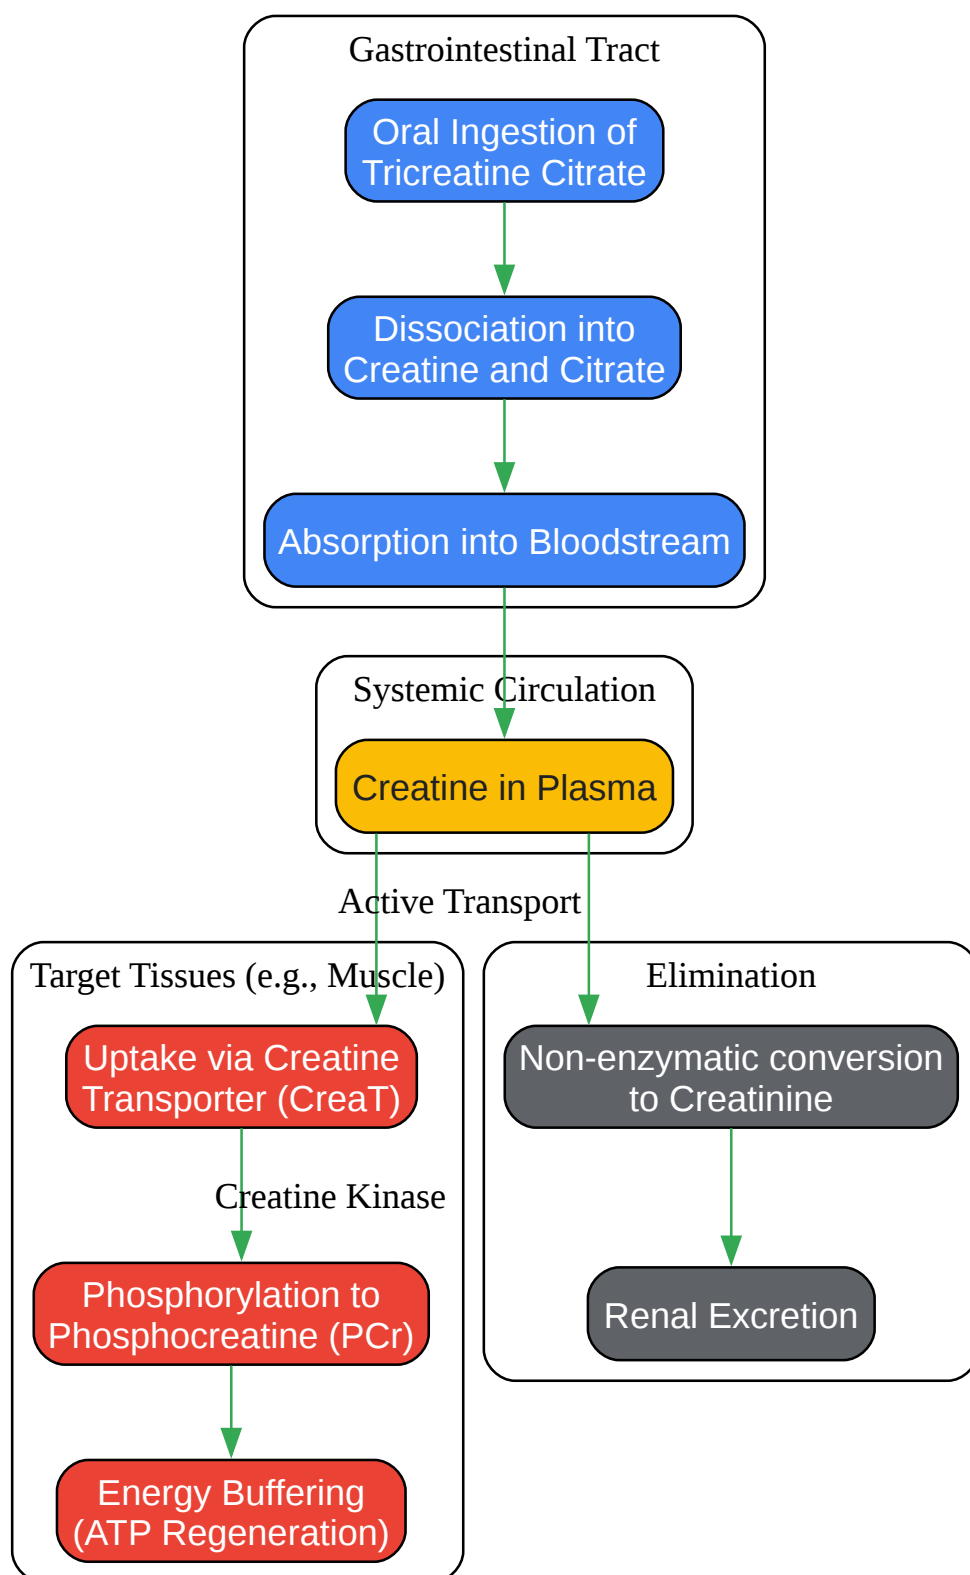 Gastrointestinal Tract
Oral Ingestion of
Tricreatine Citrate
Dissociation into
Creatine and Citrate
Absorption into Bloodstream
Systemic Circulation
Creatine in Plasma
Active Transport
Target Tissues (e.g., Muscle)
Uptake via Creatine
Transporter (CreaT)
Creatine Kinase
Phosphorylation to
Phosphocreatine (PCr)
Energy Buffering
(ATP Regeneration)
Elimination
Non-enzymatic conversion
to Creatinine
Renal Excretion